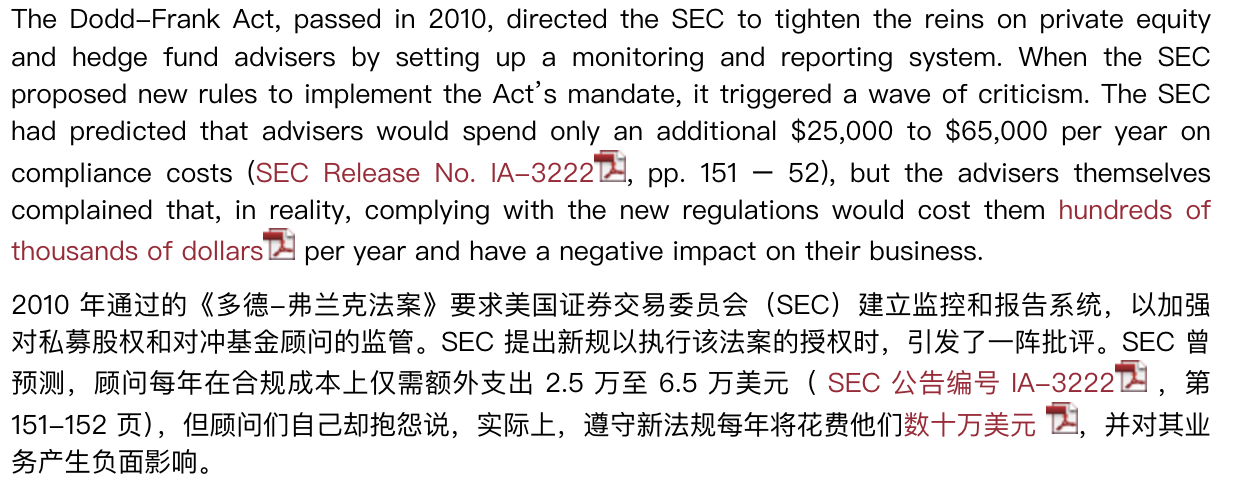 The Dodd–Frank Act, passed in 2010, directed the SEC to tighten the reins on private equity
and hedge fund advisers by setting up a monitoring and reporting system. When the SEC
proposed new rules to implement the Act’s mandate, it triggered a wave of criticism. The SEC
had predicted that advisers would spend only an additional $25,000 to $65,000 per year on
compliance costs (SEC Release No. IA–3222, pp. 151 – 52), but the advisers themselves
complained that, in reality, complying with the new regulations would cost them hundreds of
thousands of dollars per year and have a negative impact on their business.
2010 年通过的《多德–弗兰克法案》要求美国证券交易委员会（SEC）建立监控和报告系统，以加强
对私募股权和对冲基金顾问的监管。SEC 提出新规以执行该法案的授权时，引发了一阵批评。SEC 曾
预测，顾问每年在合规成本上仅需额外支出 2.5 万至 6.5 万美元（ SEC 公告编号 IA–3222 ，第
151–152 页），但顾问们自己却抱怨说，实际上，遵守新法规每年将花费他们数十万美元 ，并对其业
务产生负面影响。